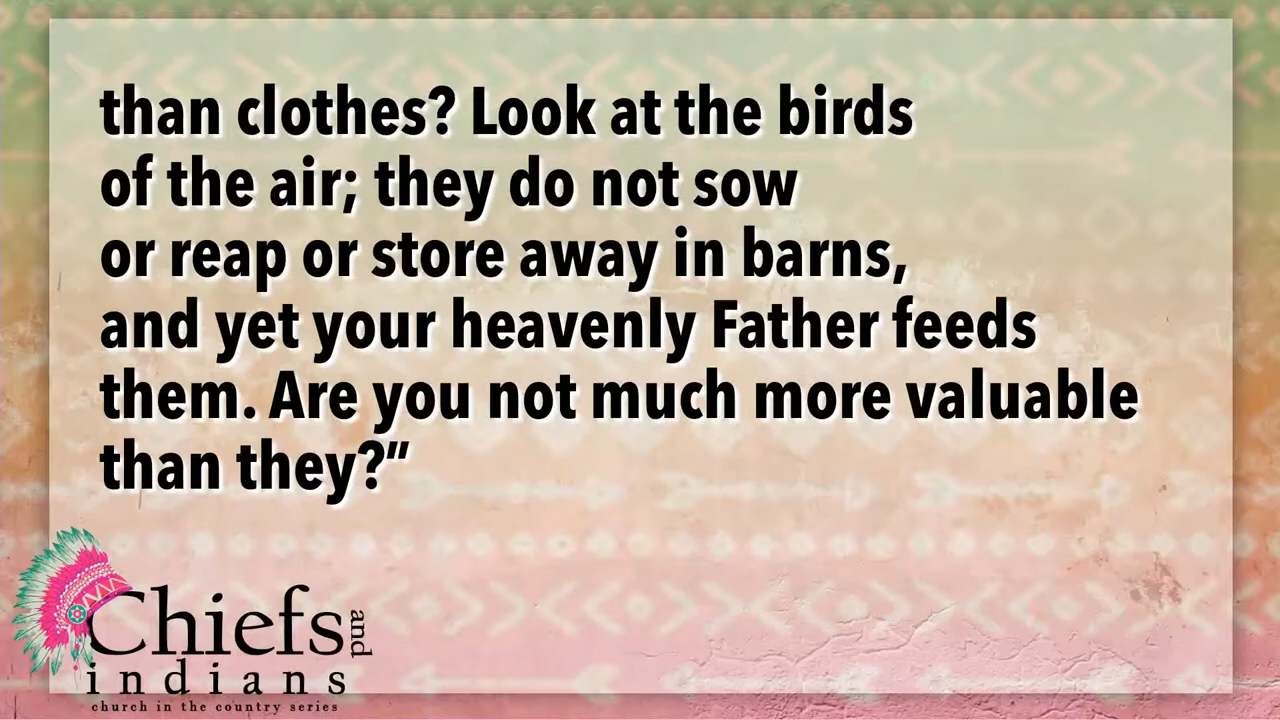 than clothes? Look at the birds
of the air; they do not sow
or reap or store away in barns,
and yet your heavenly Father feeds
them. Are you not much more valuable
than they?”
Chiefs and
indians
church in the country series